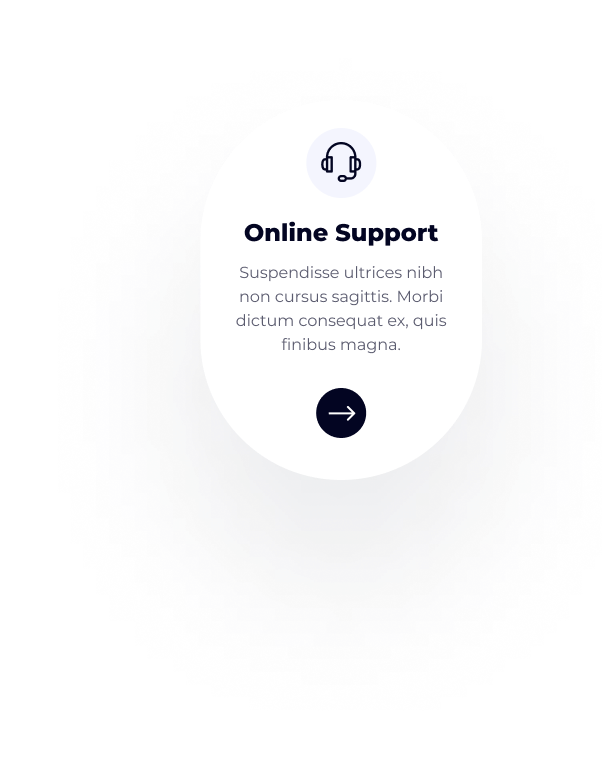 Online Support
Suspendisse ultrices nibh
non cursus sagittis. Morbi
dictum consequat ex, quis
finibus magna.